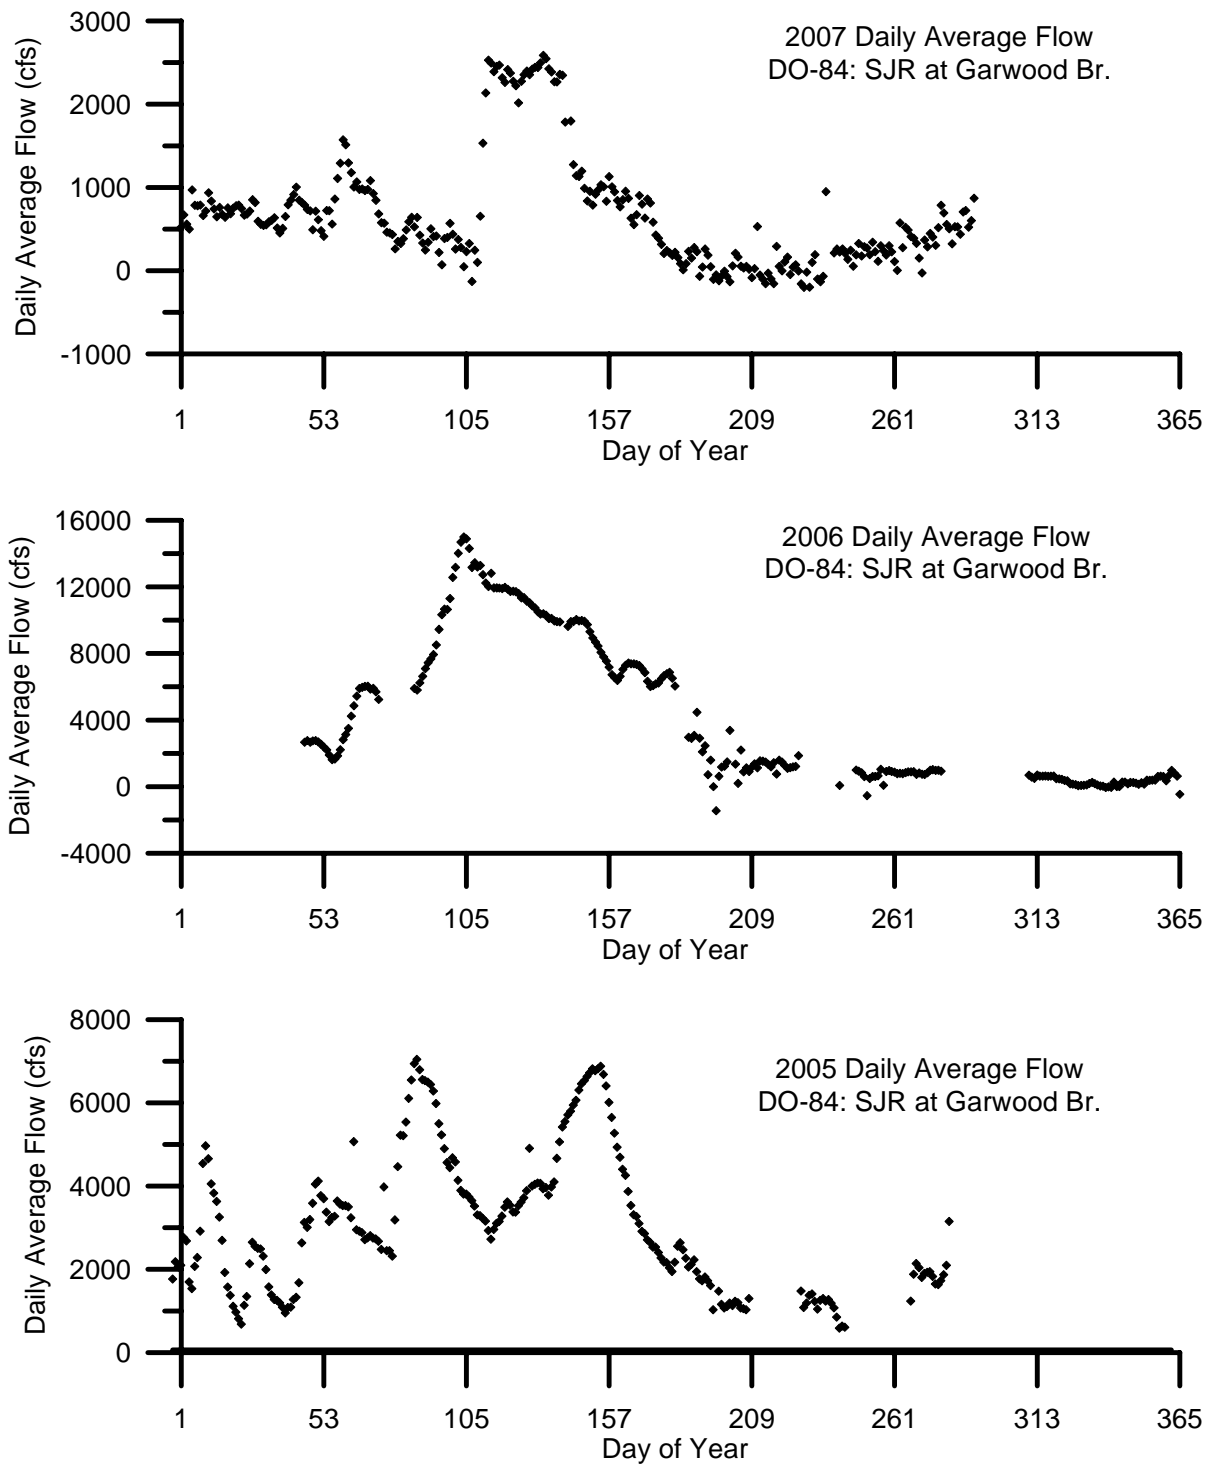 2007 Daily Average Flow
DO-84: SJR at Garwood Br.
Daily Average Flow (cfs)
3000
2000
1000
0
-1000
1 53 105 157 209 261 313 365
Day of Year
2006 Daily Average Flow
DO-84: SJR at Garwood Br.
Daily Average Flow (cfs)
16000
12000
8000
4000
0
-4000
1 53 105 157 209 261 313 365
Day of Year
2005 Daily Average Flow
DO-84: SJR at Garwood Br.
Daily Average Flow (cfs)
8000
6000
4000
2000
0
1 53 105 157 209 261 313 365
Day of Year